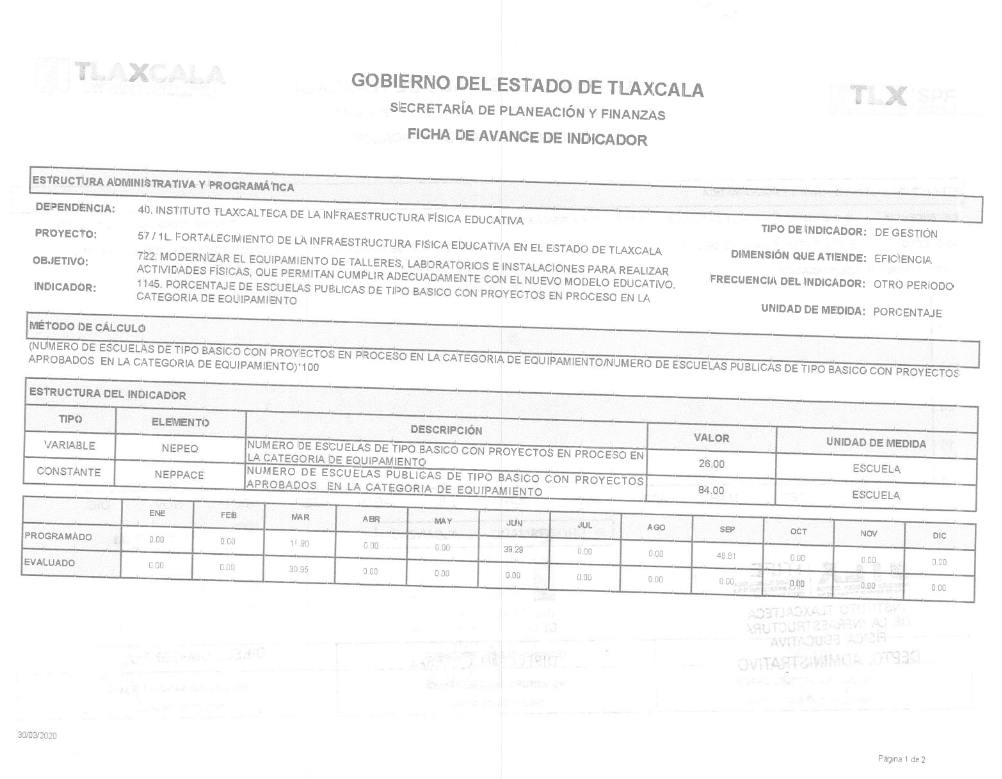 TLAXCALA
GOBIERNO DEL ESTADO DE TLAXCALA
SECRETARÍA DE PLANEACIÓN Y FINANZAS
FICHA DE AVANCE DE INDICADOR
TLX SPF
ESTRUCTURA ADMINISTRATIVA Y PROGRAMÁTICA
DEPENDENCIA: 40. INSTITUTO TLAXCALTECA DE LA INFRAESTRUCTURA FÍSICA EDUCATIVA
TIPO DE INDICADOR: DE GESTIÓN
PROYECTO: 57 / 1L. FORTALECIMIENTO DE LA INFRAESTRUCTURA FISICA EDUCATIVA EN EL ESTADO DE TLAXCALA
DIMENSIÓN QUE ATIENDE: EFICIENCIA
OBJETIVO: 722. MODERNIZAR EL EQUIPAMIENTO DE TALLERES, LABORATORIOS E INSTALACIONES PARA REALIZAR
ACTIVIDADES FÍSICAS, QUE PERMITAN CUMPLIR ADECUADAMENTE CON EL NUEVO MODELO EDUCATIVO.
FRECUENCIA DEL INDICADOR: OTRO PERIODO
INDICADOR: 1145. PORCENTAJE DE ESCUELAS PUBLICAS DE TIPO BASICO CON PROYECTOS EN PROCESO EN LA
CATEGORIA DE EQUIPAMIENTO
UNIDAD DE MEDIDA: PORCENTAJE
MÉTODO DE CÁLCULO
(NUMERO DE ESCUELAS DE TIPO BASICO CON PROYECTOS EN PROCESO EN LA CATEGORIA DE EQUIPAMIENTO/NUMERO DE ESCUELAS PUBLICAS DE TIPO BASICO CON PROYECTOS
APROBADOS EN LA CATEGORIA DE EQUIPAMIENTO)*100
ESTRUCTURA DEL INDICADOR
TIPO ELEMENTO DESCRIPCIÓN VALOR UNIDAD DE MEDIDA
VARIABLE NEPEO NUMERO DE ESCUELAS DE TIPO BASICO CON PROYECTOS EN PROCESO EN
LA CATEGORIA DE EQUIPAMIENTO 26.00 ESCUELA
CONSTANTE NEPPACE NUMERO DE ESCUELAS PUBLICAS DE TIPO BASICO CON PROYECTOS
APROBADOS EN LA CATEGORIA DE EQUIPAMIENTO 84.00 ESCUELA
ENE FEB MAR ABR MAY JUN JUL AGO SEP OCT NOV DIC
PROGRAMADO 0.00 0.00 11.90 0.00 0.00 39.29 0.00 0.00 48.81 0.00 0.00 0.00
EVALUADO 0.00 0.00 30.95 0.00 0.00 0.00 0.00 0.00 0.00 0.00 0.00 0.00
INSTITUTO TLAXCALTECA
DE LA INFRAESTRUCTURA
FÍSICA EDUCATIVA
DEPTO. ADMINISTRATIVO
30/03/2020
Página 1 de 2